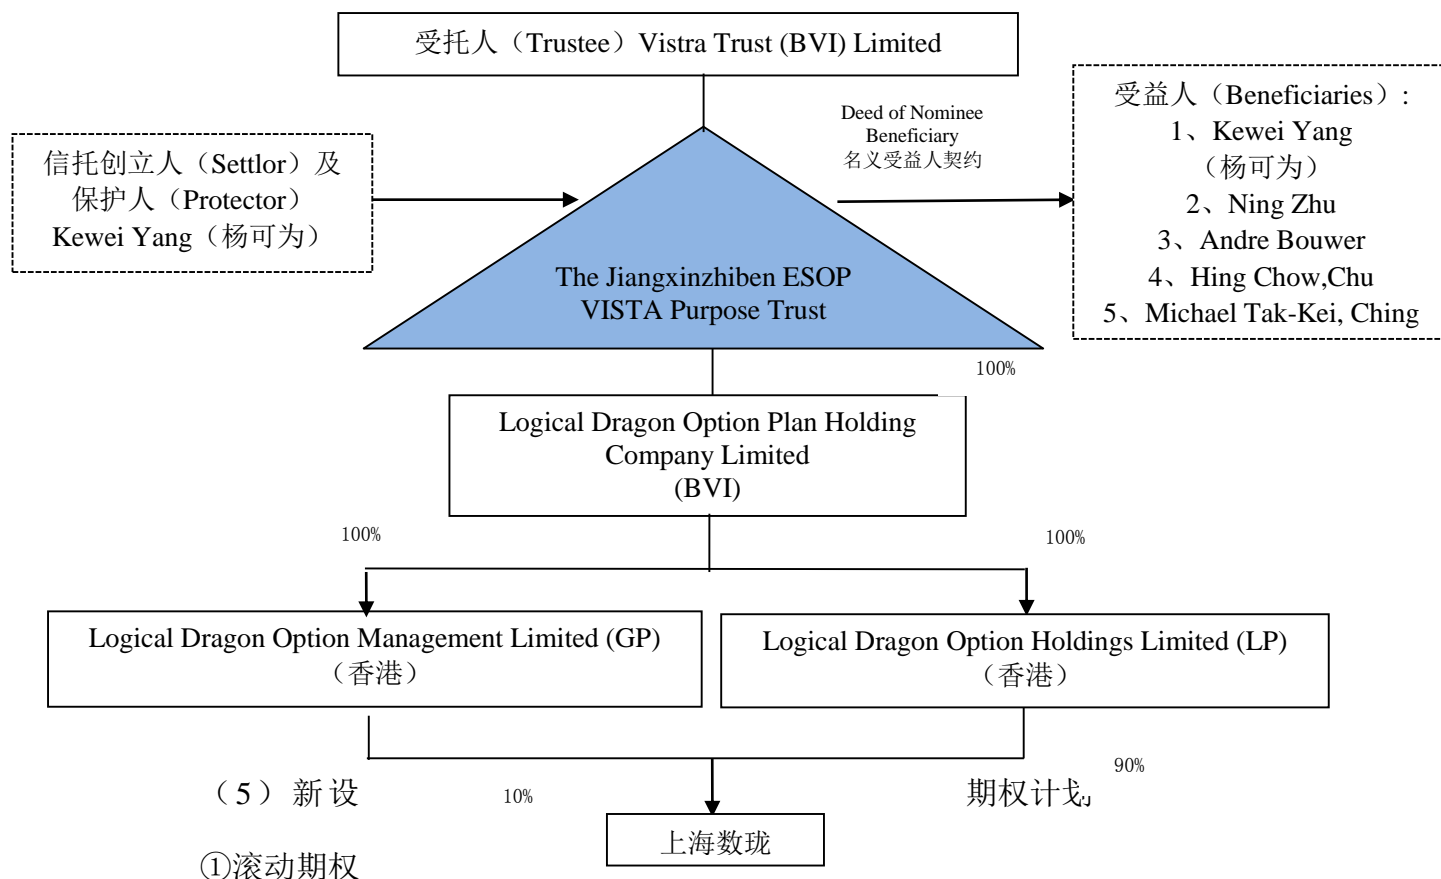 受托人（Trustee）Vistra Trust (BVI) Limited
Deed of Nominee
Beneficiary
名义受益人契约
受益人（Beneficiaries）:
1、Kewei Yang
（杨可为）
2、Ning Zhu
3、Andre Bouwer
4、Hing Chow,Chu
5、Michael Tak-Kei, Ching
信托创立人（Settlor）及
保护人（Protector）
Kewei Yang（杨可为）
The Jiangxinzhiben ESOP
VISTA Purpose Trust
100%
Logical Dragon Option Plan Holding
Company Limited
(BVI)
100%
100%
Logical Dragon Option Management Limited (GP)
（香港）
Logical Dragon Option Holdings Limited (LP)
（香港）
90%
10%
（5）新设
期权计划
上海数珑
①滚动期权